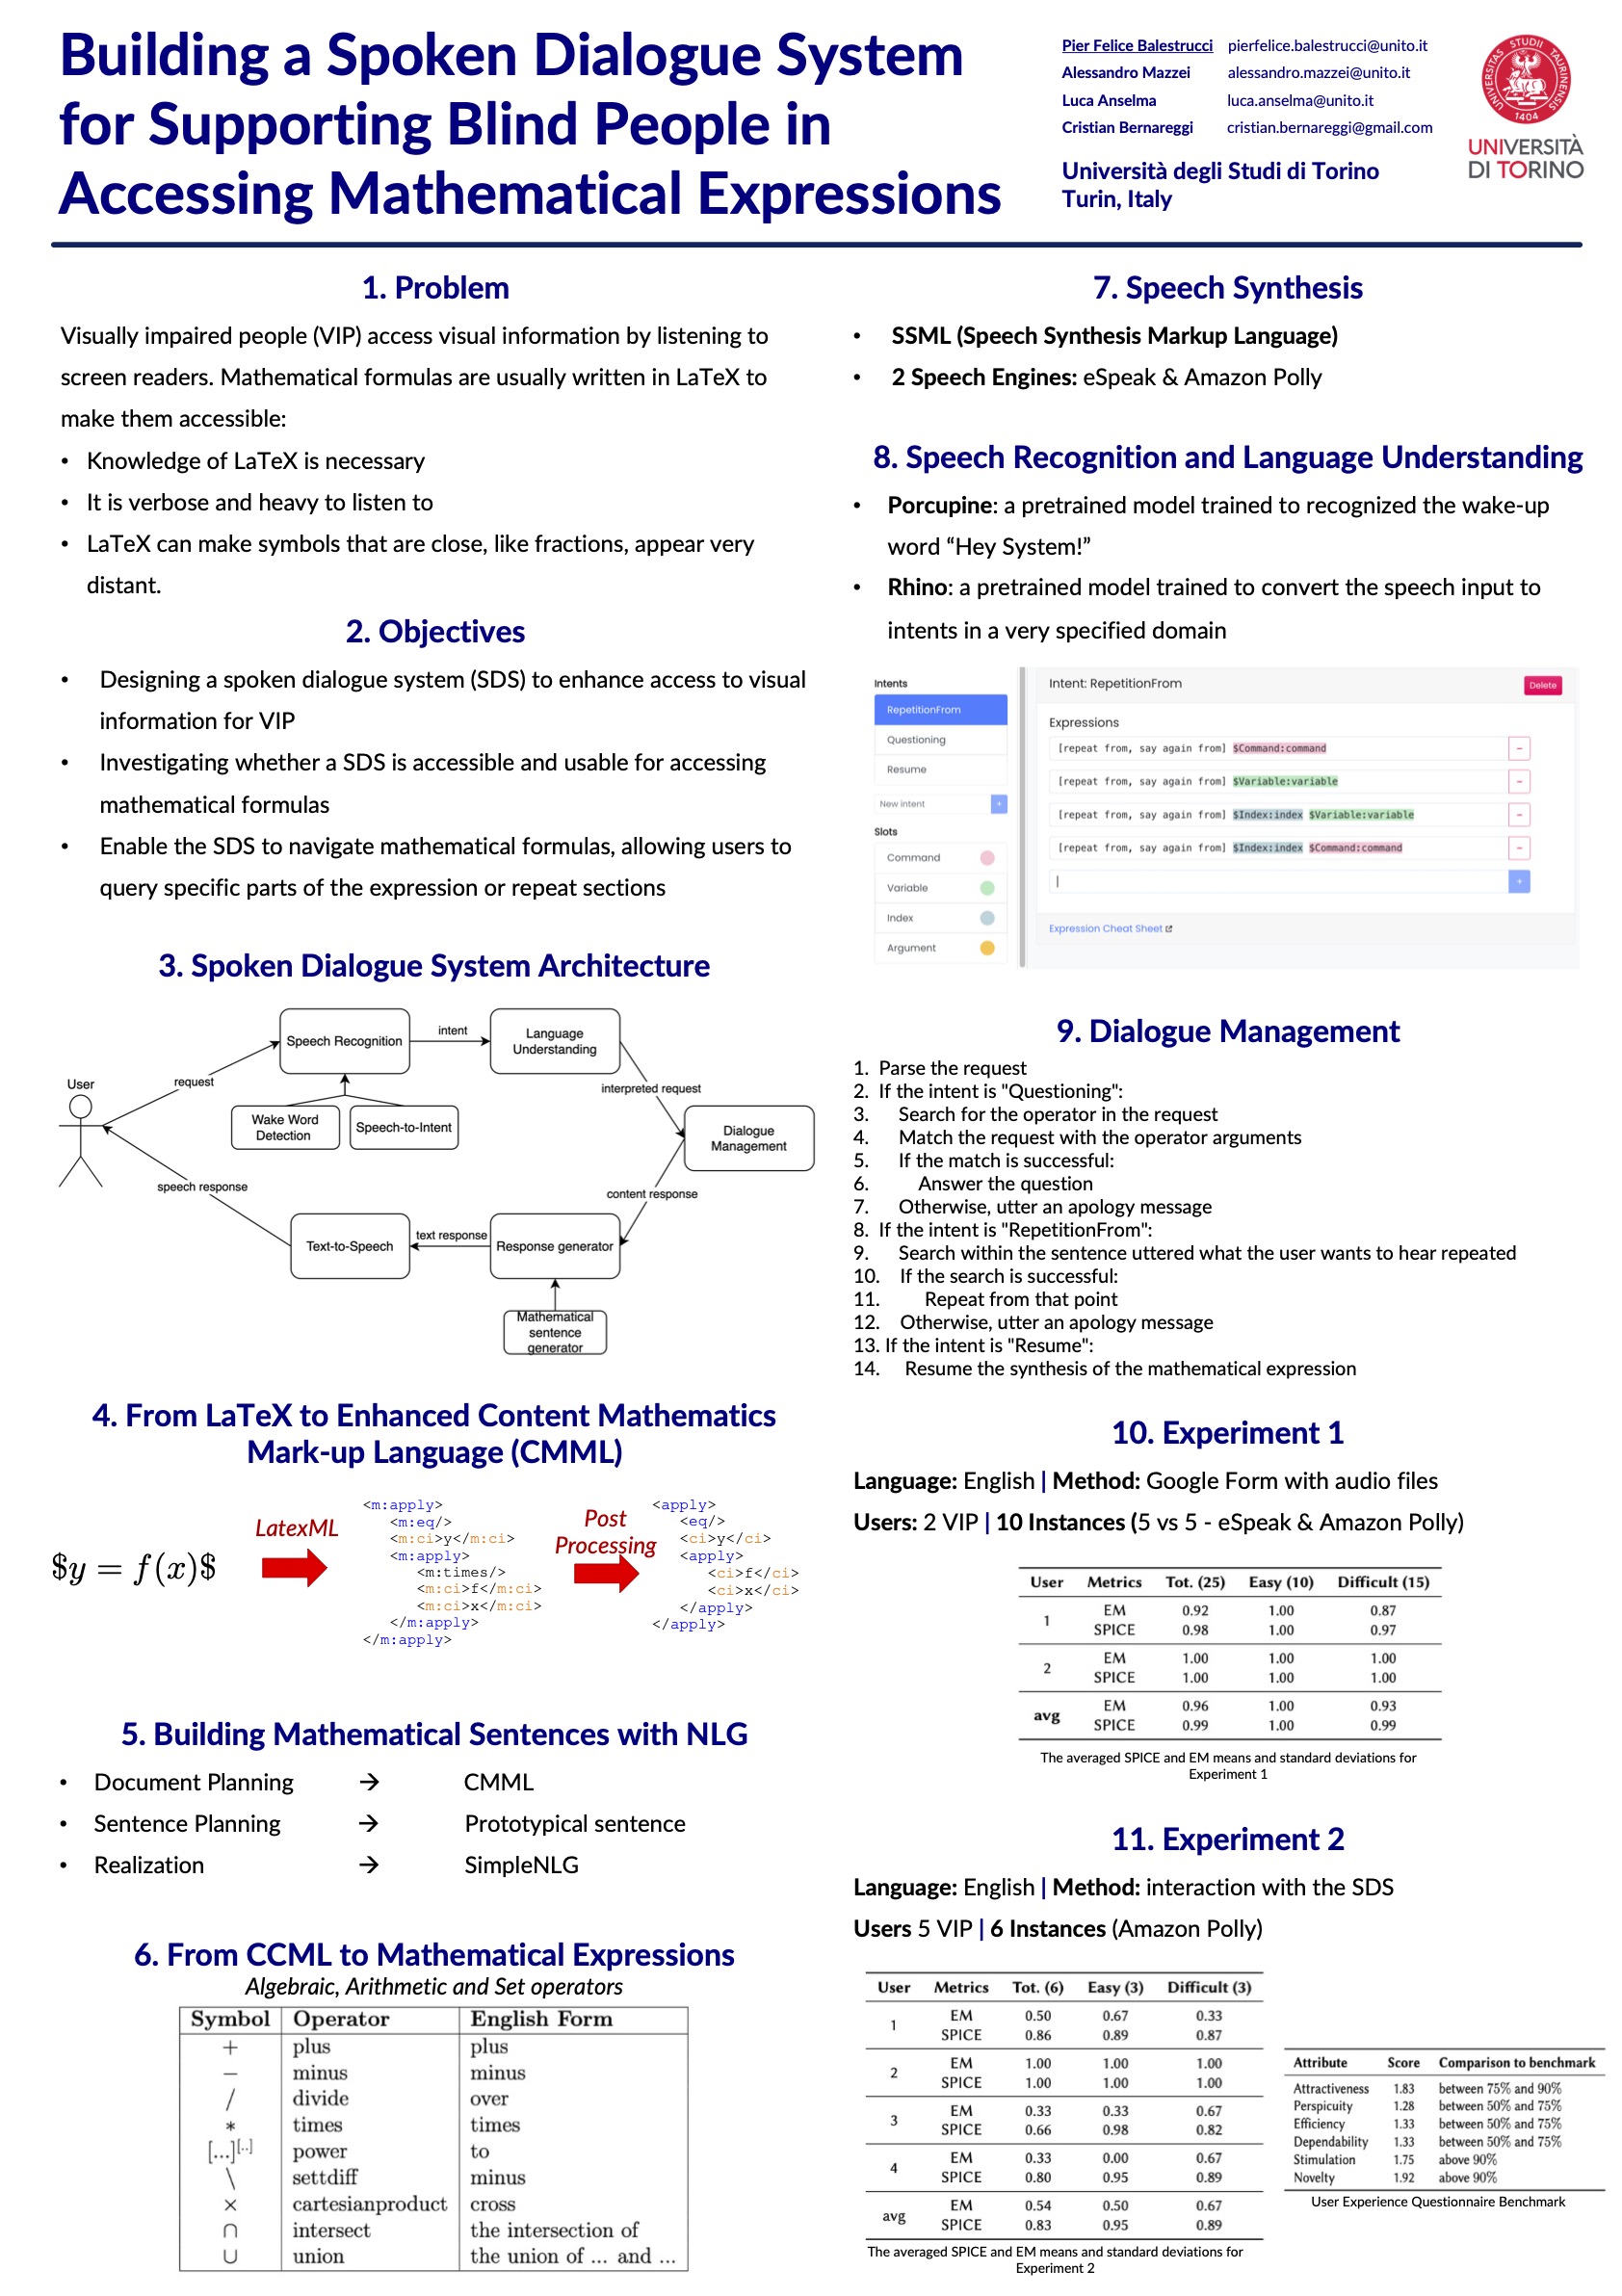 Building a Spoken Dialogue System
for Supporting Blind People in
Accessing Mathematical Expressions
Pier Felice Balestrucci pierfelice.balestrucci@unito.it
Alessandro Mazzei alessandro.mazzei@unito.it
Luca Anselma luca.anselma@unito.it
Cristian Bernareggi cristian.bernareggi@gmail.com
Università degli Studi di Torino
Turin, Italy
UNIVERSITAS STUDII TAURINENSIS
1404
UNIVERSITÀ
DI TORINO
1. Problem
Visually impaired people (VIP) access visual information by listening to
screen readers. Mathematical formulas are usually written in LaTeX to
make them accessible:
• Knowledge of LaTeX is necessary
• It is verbose and heavy to listen to
• LaTeX can make symbols that are close, like fractions, appear very
distant.
2. Objectives
• Designing a spoken dialogue system (SDS) to enhance access to visual
information for VIP
• Investigating whether a SDS is accessible and usable for accessing
mathematical formulas
• Enable the SDS to navigate mathematical formulas, allowing users to
query specific parts of the expression or repeat sections
3. Spoken Dialogue System Architecture
User
request
Speech Recognition
intent
Language
Understanding
Wake Word
Detection
Speech-to-Intent
interpreted request
Dialogue
Management
content response
speech response
Text-to-Speech
text response
Response generator
Mathematical
sentence
generator
4. From LaTeX to Enhanced Content Mathematics
Mark-up Language (CMML)
$y = f(x)$
LatexML
<m:apply>
<m:eq/>
<m:ci>y</m:ci>
<m:apply>
<m:times/>
<m:ci>f</m:ci>
<m:ci>x</m:ci>
</m:apply>
</m:apply>
Post
Processing
<apply>
<eq/>
<ci>y</ci>
<apply>
<ci>f</ci>
<ci>x</ci>
</apply>
</apply>
5. Building Mathematical Sentences with NLG
• Document Planning → CMML
• Sentence Planning → Prototypical sentence
• Realization → SimpleNLG
6. From CCML to Mathematical Expressions
Algebraic, Arithmetic and Set operators
Symbol Operator English Form
+ plus plus
− minus minus
/ divide over
* times times
[...]^[..] power to
\ settdiff minus
× cartesianproduct cross
∩ intersect the intersection of
∪ union the union of ... and ...
7. Speech Synthesis
• SSML (Speech Synthesis Markup Language)
• 2 Speech Engines: eSpeak & Amazon Polly
8. Speech Recognition and Language Understanding
• Porcupine: a pretrained model trained to recognized the wake-up
word “Hey System!”
• Rhino: a pretrained model trained to convert the speech input to
intents in a very specified domain
Intents
RepetitionFrom
Questioning
Resume
New intent +
Slots
Command
Variable
Index
Argument
Intent: RepetitionFrom Delete
Expressions
[repeat from, say again from] $Command:command −
[repeat from, say again from] $Variable:variable −
[repeat from, say again from] $Index:index $Variable:variable −
[repeat from, say again from] $Index:index $Command:command −
+
Expression Cheat Sheet
9. Dialogue Management
1. Parse the request
2. If the intent is "Questioning":
3. Search for the operator in the request
4. Match the request with the operator arguments
5. If the match is successful:
6. Answer the question
7. Otherwise, utter an apology message
8. If the intent is "RepetitionFrom":
9. Search within the sentence uttered what the user wants to hear repeated
10. If the search is successful:
11. Repeat from that point
12. Otherwise, utter an apology message
13. If the intent is "Resume":
14. Resume the synthesis of the mathematical expression
10. Experiment 1
Language: English | Method: Google Form with audio files
Users: 2 VIP | 10 Instances (5 vs 5 - eSpeak & Amazon Polly)
User Metrics Tot. (25) Easy (10) Difficult (15)
1 EM 0.92 1.00 0.87
SPICE 0.98 1.00 0.97
2 EM 1.00 1.00 1.00
SPICE 1.00 1.00 1.00
avg EM 0.96 1.00 0.93
SPICE 0.99 1.00 0.99
The averaged SPICE and EM means and standard deviations for
Experiment 1
11. Experiment 2
Language: English | Method: interaction with the SDS
Users 5 VIP | 6 Instances (Amazon Polly)
User Metrics Tot. (6) Easy (3) Difficult (3)
1 EM 0.50 0.67 0.33
SPICE 0.86 0.89 0.87
2 EM 1.00 1.00 1.00
SPICE 1.00 1.00 1.00
3 EM 0.33 0.33 0.67
SPICE 0.66 0.98 0.82
4 EM 0.33 0.00 0.67
SPICE 0.80 0.95 0.89
avg EM 0.54 0.50 0.67
SPICE 0.83 0.95 0.89
The averaged SPICE and EM means and standard deviations for
Experiment 2
Attribute Score Comparison to benchmark
Attractiveness 1.83 between 75% and 90%
Perspicuity 1.28 between 50% and 75%
Efficiency 1.33 between 50% and 75%
Dependability 1.33 between 50% and 75%
Stimulation 1.75 above 90%
Novelty 1.92 above 90%
User Experience Questionnaire Benchmark